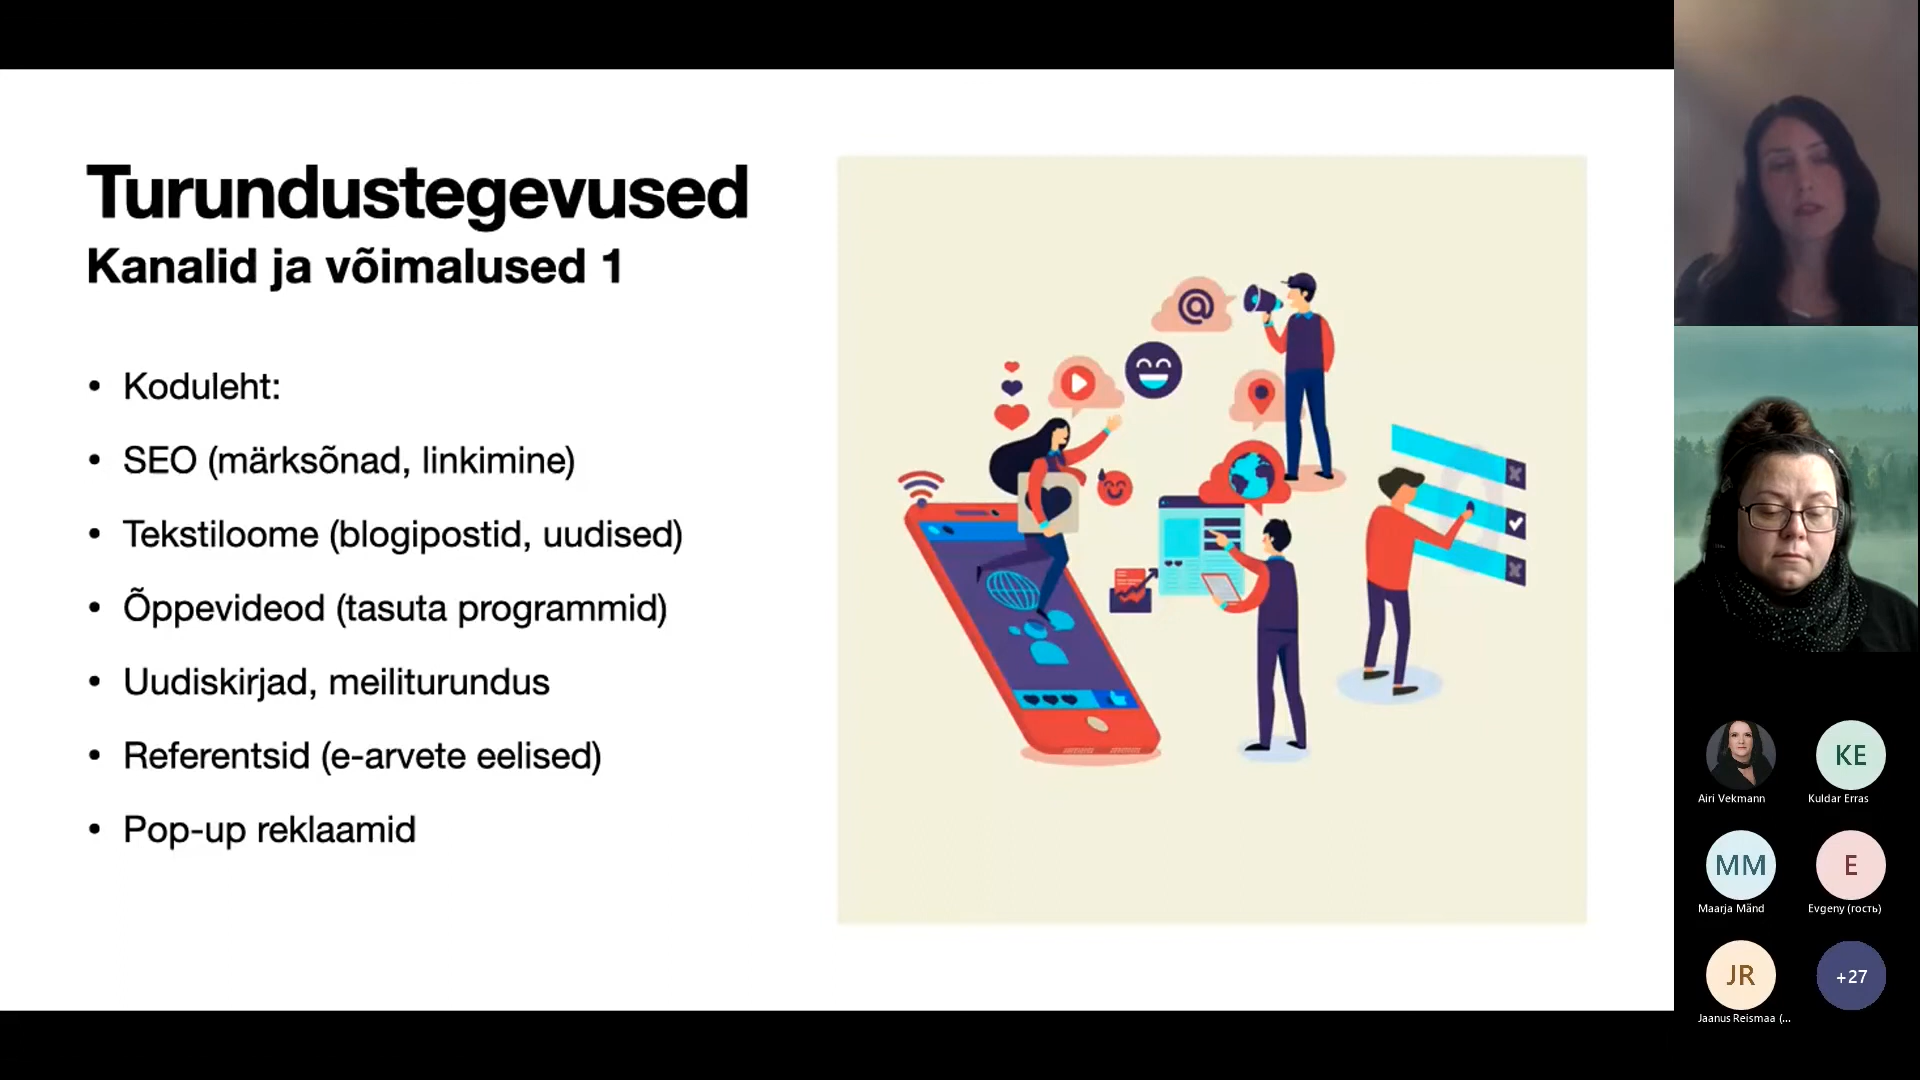 Turundustegevused
Kanalid ja võimalused 1
• Koduleht:
• SEO (märksõnad, linkimine)
• Tekstiloome (blogipostid, uudised)
• Õppevideod (tasuta programmid)
• Uudiskirjad, meiliturundus
• Referentsid (e-arvete eelised)
• Pop-up reklaamid
@
KE
Airi Vekmann
Kuldar Erras
MM
E
Maarja Mänd
Evgeny (гость)
JR
+27
Jaanus Reismaa (...